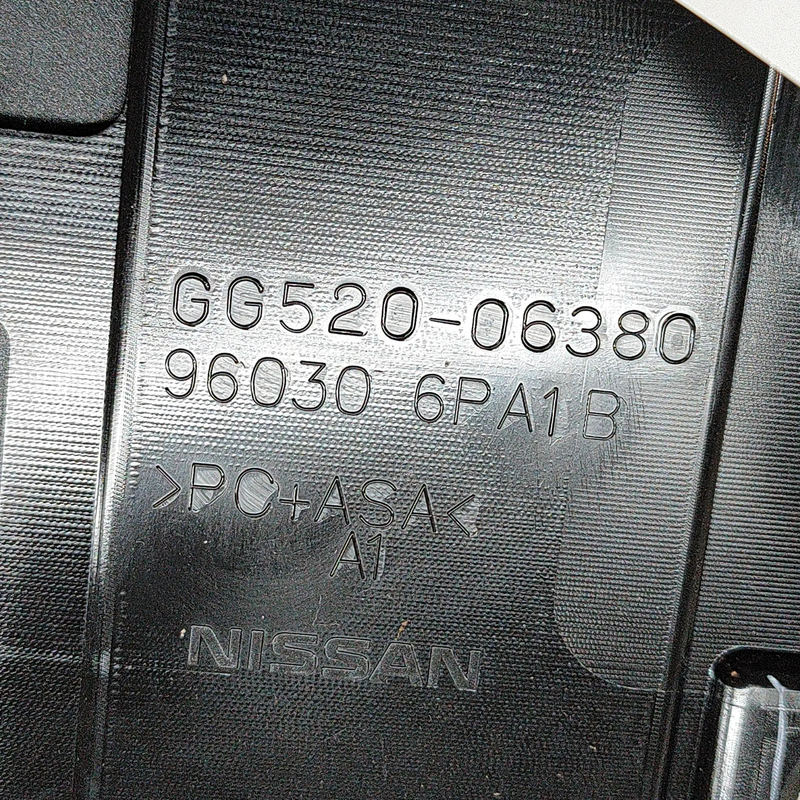 GG520-06380
96030 6PA1B
>PC+ASA<
A1
NISSAN